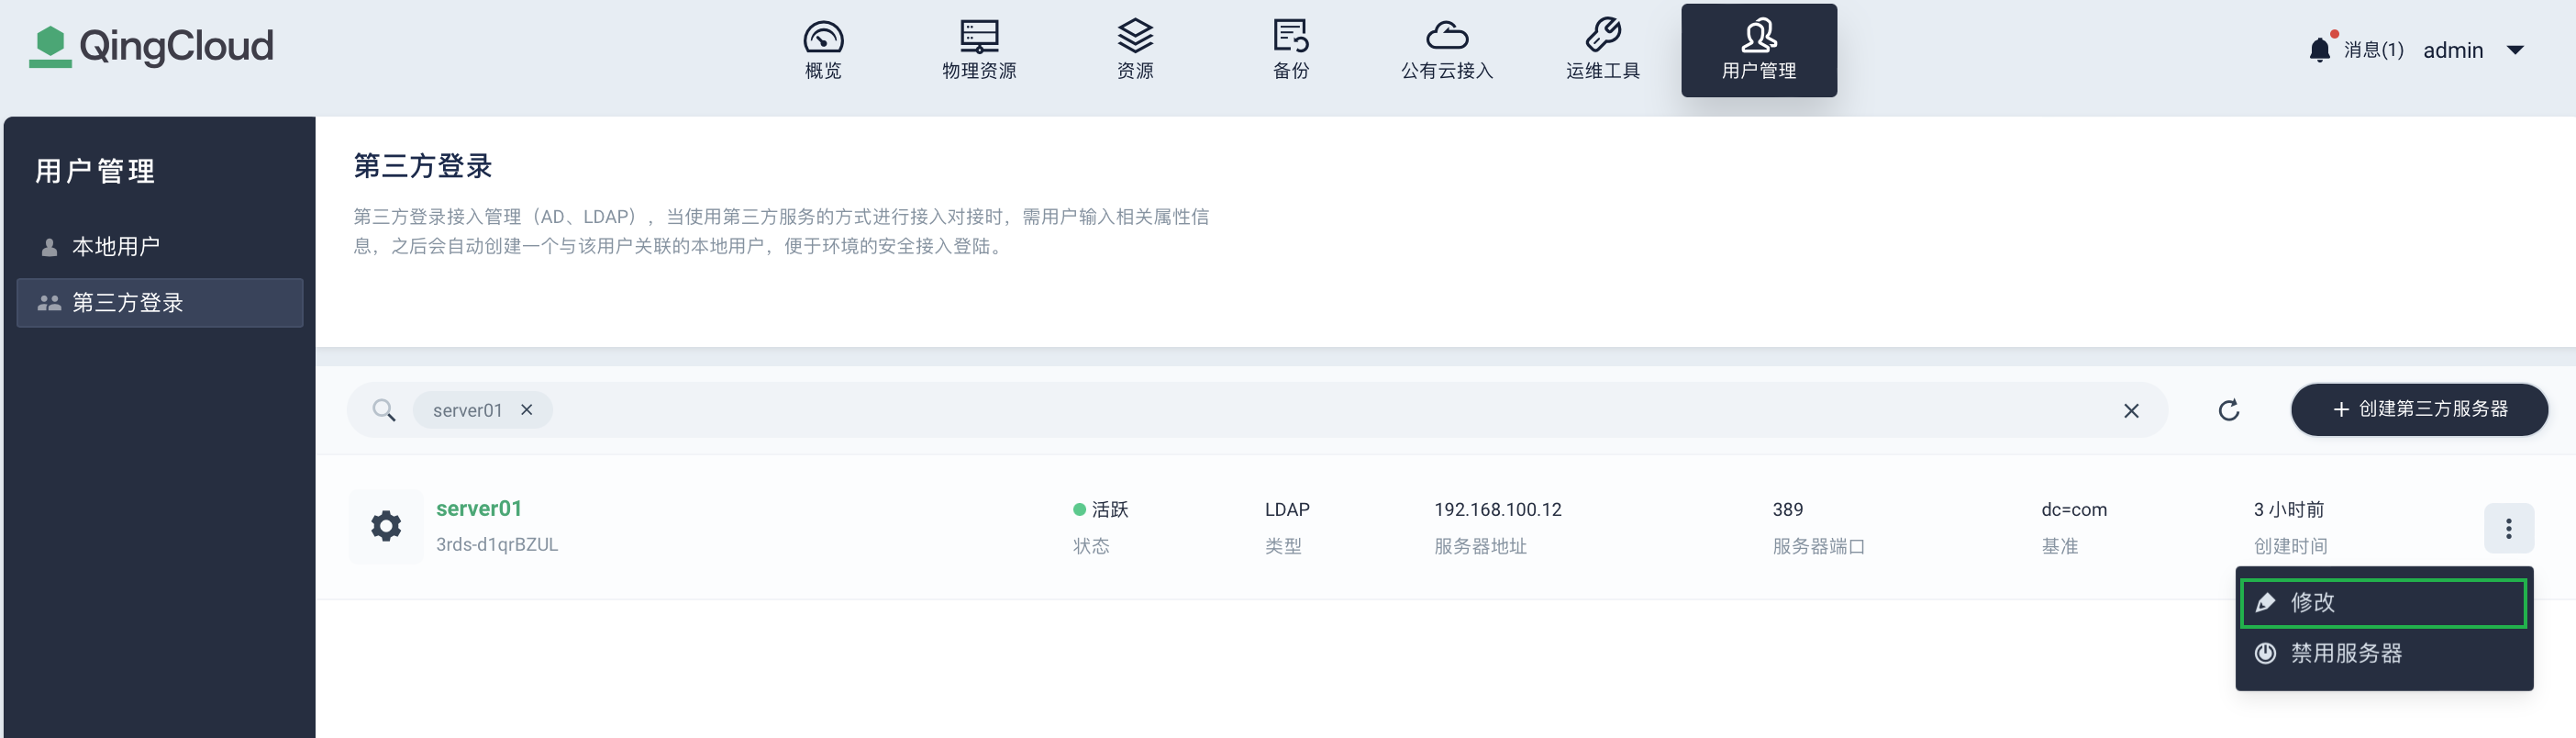 QingCloud
概览
物理资源
资源
备份
公有云接入
运维工具
用户管理
消息(1)
admin
用户管理
本地用户
第三方登录
第三方登录
第三方登录接入管理（AD、LDAP），当使用第三方服务的方式进行接入对接时，需用户输入相关属性信
息，之后会自动创建一个与该用户关联的本地用户，便于环境的安全接入登陆。
server01
创建第三方服务器
server01
3rds-d1qrBZUL
活跃
状态
LDAP
类型
192.168.100.12
服务器地址
389
服务器端口
dc=com
基准
3 小时前
创建时间
修改
禁用服务器